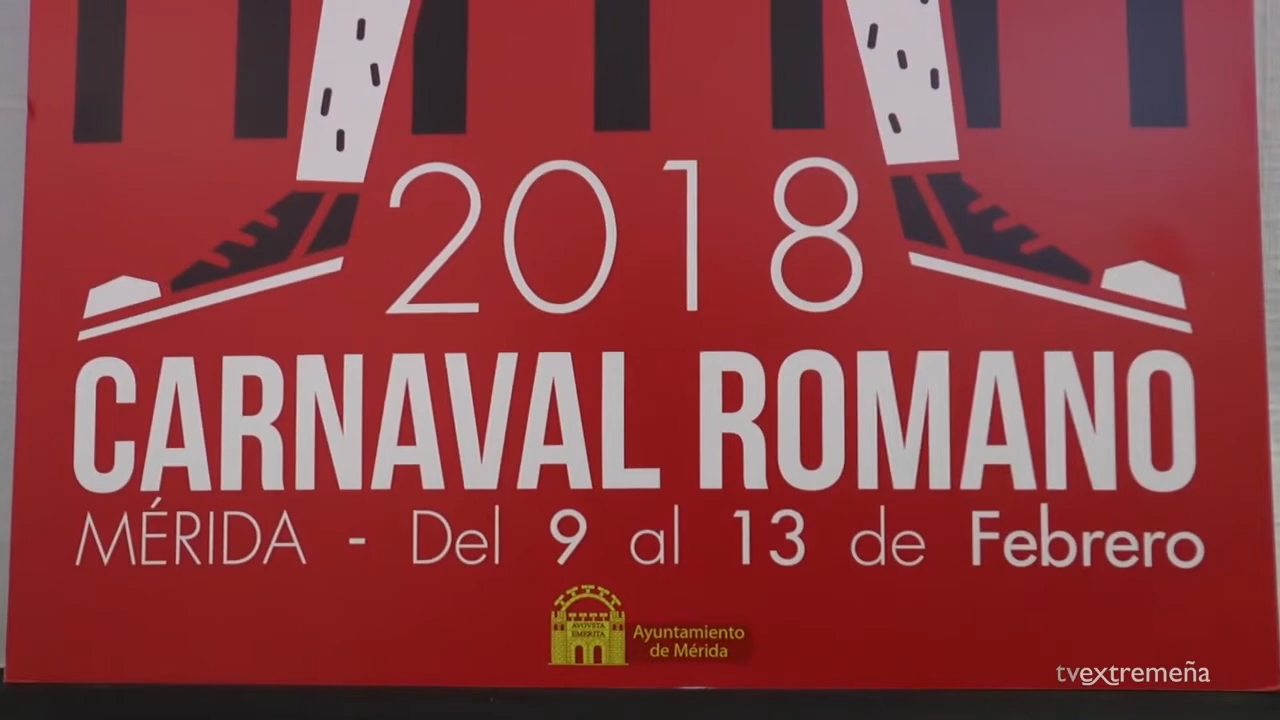 2018
CARNAVAL ROMANO
MÉRIDA - Del 9 al 13 de Febrero
AVGVSTA
EMERITA
Ayuntamiento
de Mérida
tvextremeña